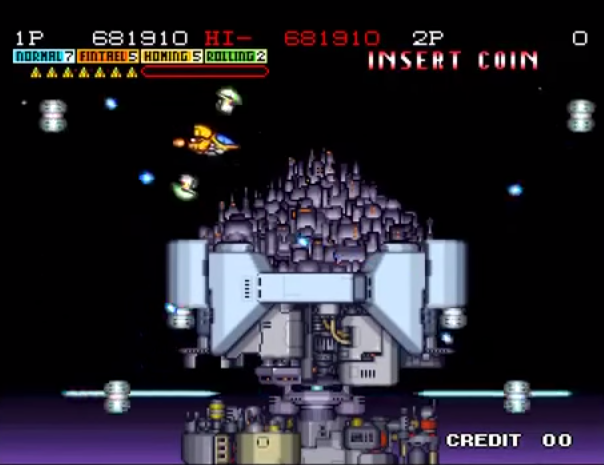 1P 681910 HI- 681910 2P 0
NORMAL 7 FINTAEL 5 HOMING 5 ROLLING 2 INSERT COIN
CREDIT 00